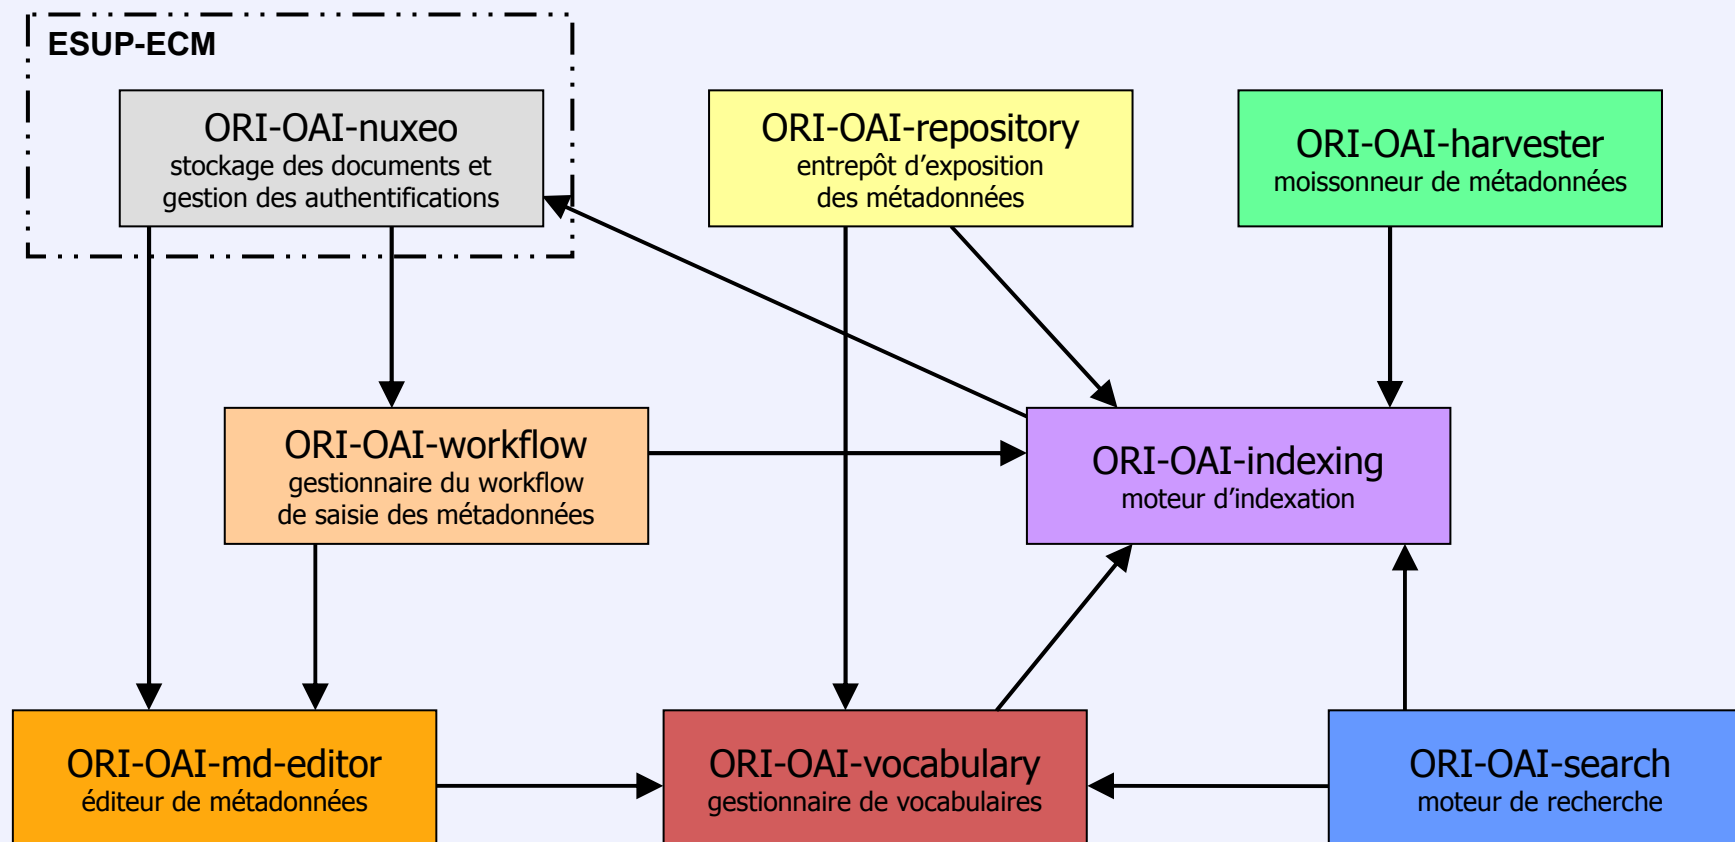 ESUP-ECM
ORI-OAI-nuxeo
stockage des documents et
gestion des authentifications
ORI-OAI-repository
entrepôt d’exposition
des métadonnées
ORI-OAI-harvester
moissonneur de métadonnées
ORI-OAI-workflow
gestionnaire du workflow
de saisie des métadonnées
ORI-OAI-indexing
moteur d’indexation
ORI-OAI-md-editor
éditeur de métadonnées
ORI-OAI-vocabulary
gestionnaire de vocabulaires
ORI-OAI-search
moteur de recherche